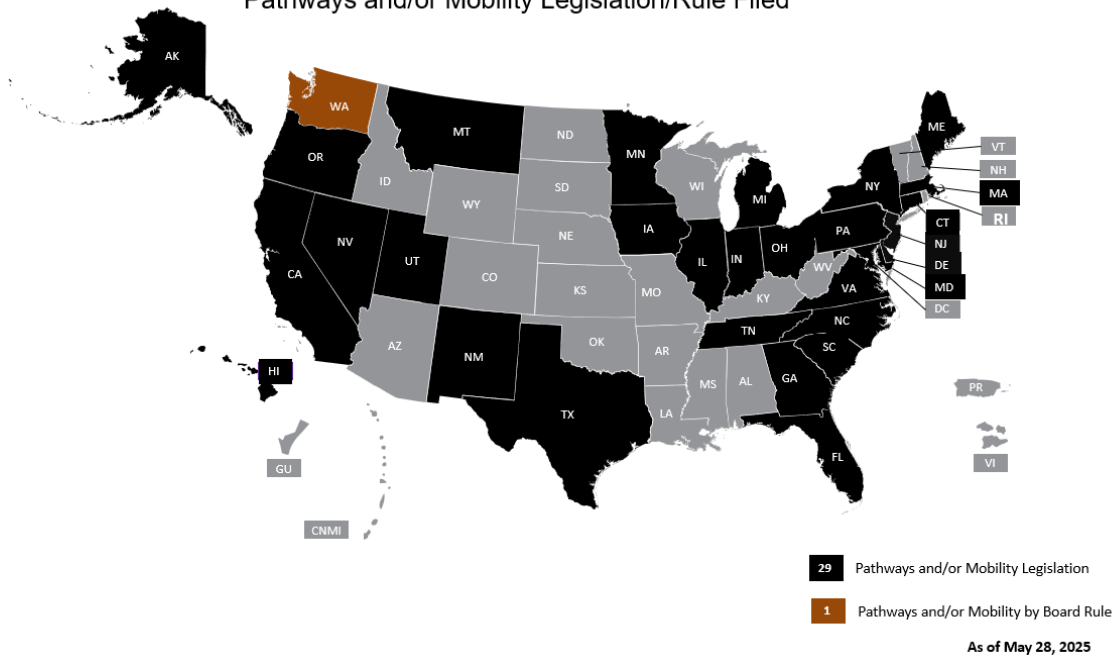 Pathways and/or Mobility Legislation/Rule Filed
AK
WA
MT
ND
MN
ME
VT
OR
ID
SD
WI
MI
NY
NH
MA
RI
WY
NE
IA
PA
CT
NV
UT
CO
IL
IN
OH
NJ
DE
CA
KS
MO
WV
VA
MD
KY
DC
AZ
NM
OK
AR
TN
NC
SC
HI
MS
AL
GA
PR
TX
LA
FL
GU
VI
CNMI
29 Pathways and/or Mobility Legislation
1 Pathways and/or Mobility by Board Rule
As of May 28, 2025